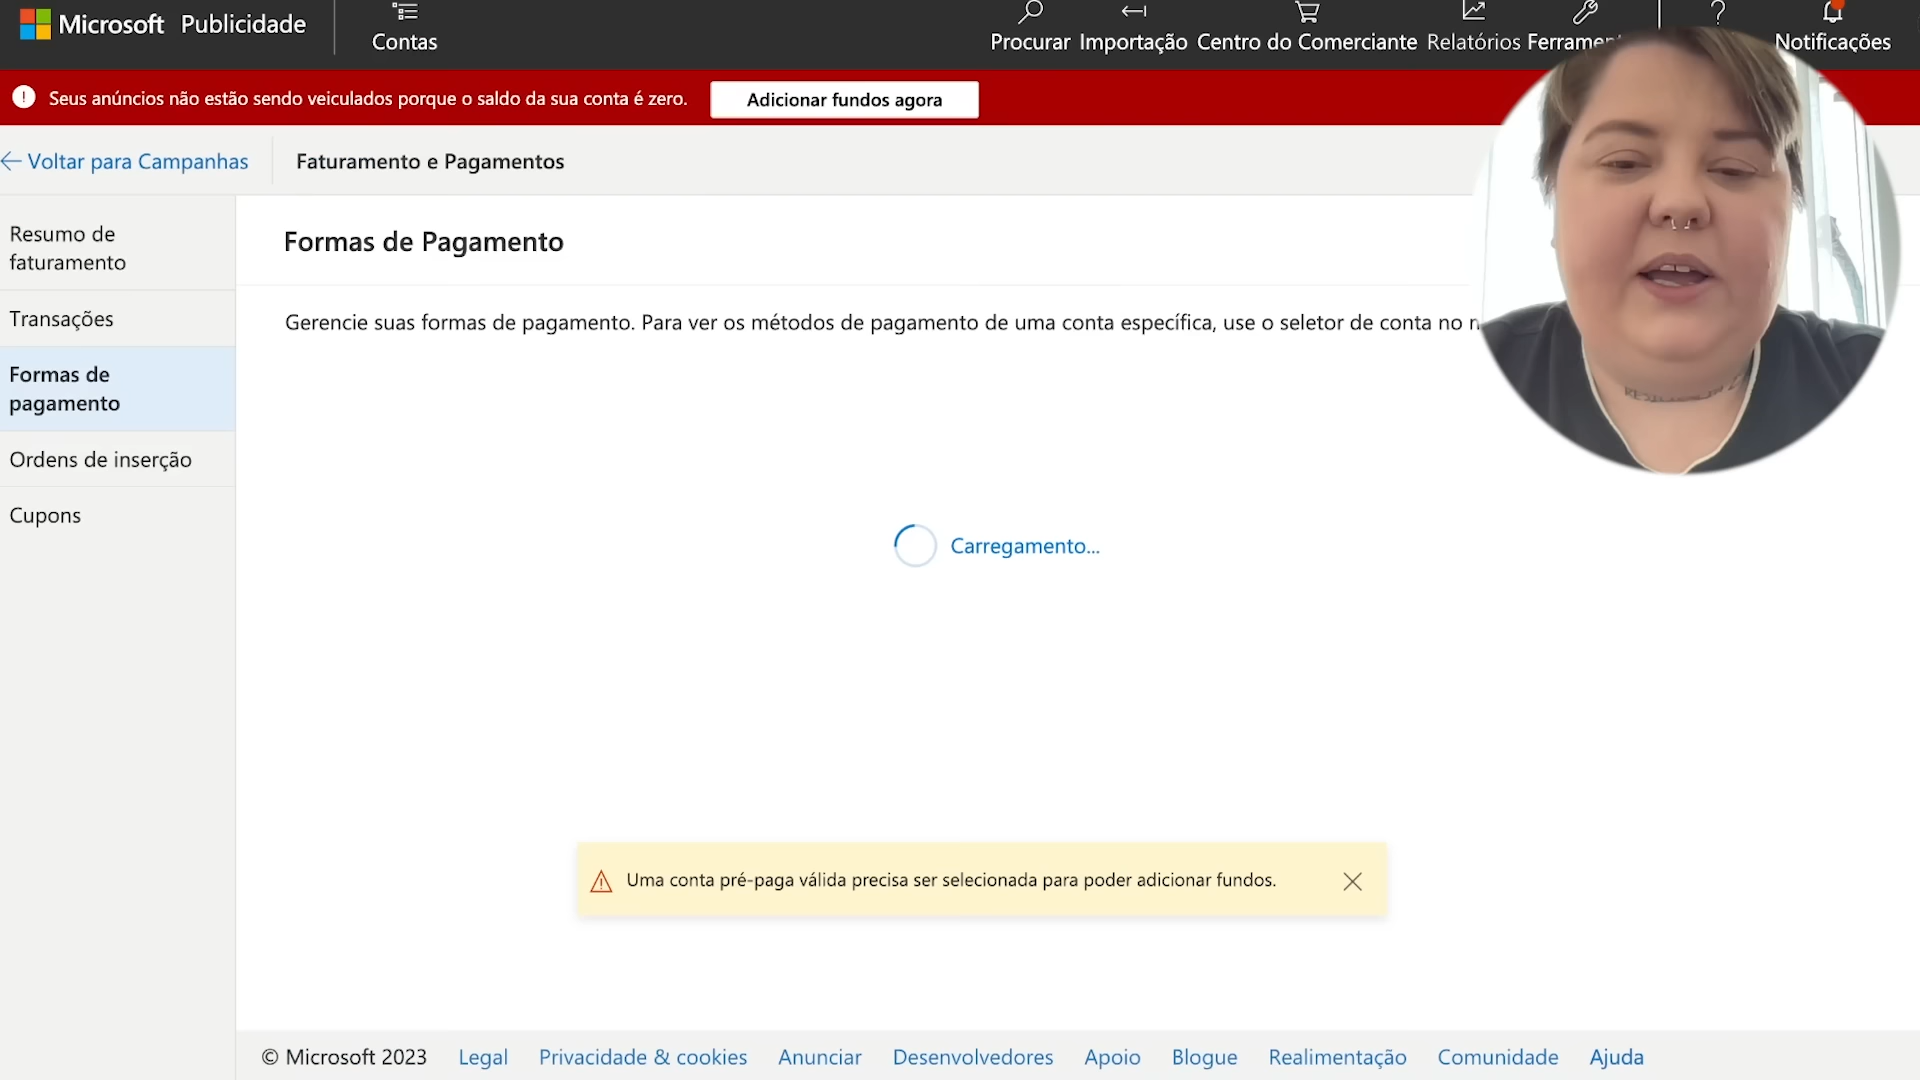 Microsoft Publicidade
Contas
Procurar
Importação
Centro do Comerciante
Relatórios
Notificações
Seus anúncios não estão sendo veiculados porque o saldo da sua conta é zero.
Adicionar fundos agora
Voltar para Campanhas
Faturamento e Pagamentos
Resumo de
faturamento
Transações
Formas de
pagamento
Ordens de inserção
Cupons
Formas de Pagamento
Gerencie suas formas de pagamento. Para ver os métodos de pagamento de uma conta específica, use o seletor de conta no
Carregamento...
Uma conta pré-paga válida precisa ser selecionada para poder adicionar fundos.
© Microsoft 2023
Legal
Privacidade & cookies
Anunciar
Desenvolvedores
Apoio
Blogue
Realimentação
Comunidade
Ajuda